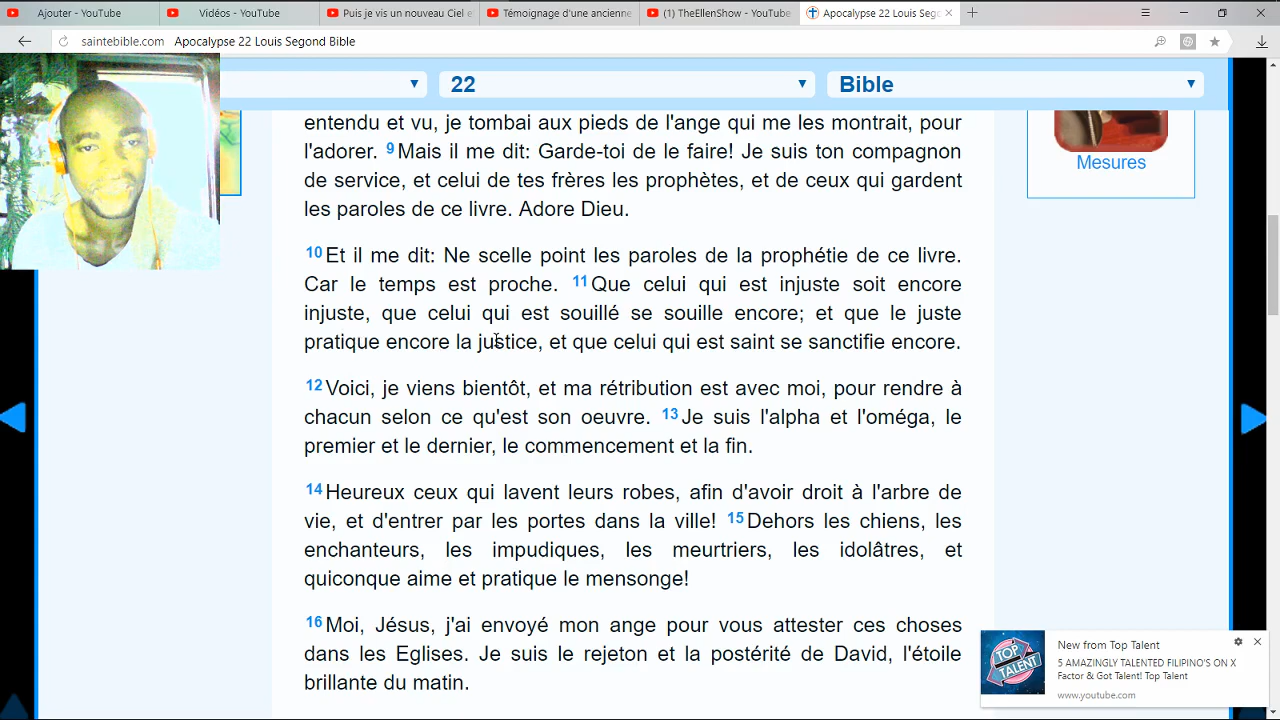 Ajouter - YouTube
Vidéos - YouTube
Puis je vis un nouveau Ciel e
Témoignage d'une ancienne
(1) TheEllenShow - YouTube
Apocalypse 22 Louis Sego
saintebible.com Apocalypse 22 Louis Segond Bible
22
Bible
entendu et vu, je tombai aux pieds de l'ange qui me les montrait, pour
l'adorer. 9 Mais il me dit: Garde-toi de le faire! Je suis ton compagnon
de service, et celui de tes frères les prophètes, et de ceux qui gardent
les paroles de ce livre. Adore Dieu.
10 Et il me dit: Ne scelle point les paroles de la prophétie de ce livre.
Car le temps est proche. 11 Que celui qui est injuste soit encore
injuste, que celui qui est souillé se souille encore; et que le juste
pratique encore la justice, et que celui qui est saint se sanctifie encore.
12 Voici, je viens bientôt, et ma rétribution est avec moi, pour rendre à
chacun selon ce qu'est son oeuvre. 13 Je suis l'alpha et l'oméga, le
premier et le dernier, le commencement et la fin.
14 Heureux ceux qui lavent leurs robes, afin d'avoir droit à l'arbre de
vie, et d'entrer par les portes dans la ville! 15 Dehors les chiens, les
enchanteurs, les impudiques, les meurtriers, les idolâtres, et
quiconque aime et pratique le mensonge!
16 Moi, Jésus, j'ai envoyé mon ange pour vous attester ces choses
dans les Eglises. Je suis le rejeton et la postérité de David, l'étoile
brillante du matin.
Mesures
TOP TALENT
New from Top Talent
5 AMAZINGLY TALENTED FILIPINO'S ON X
Factor & Got Talent! Top Talent
www.youtube.com